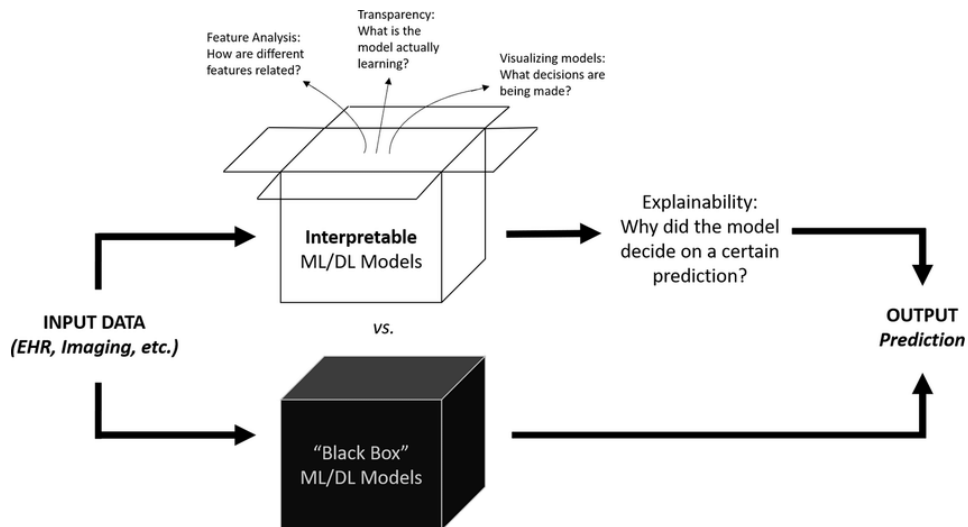 Feature Analysis:
How are different
features related?
Transparency:
What is the
model actually
learning?
Visualizing models:
What decisions are
being made?
Interpretable
ML/DL Models
Explainability:
Why did the model
decide on a certain
prediction?
INPUT DATA
(EHR, Imaging, etc.)
vs.
OUTPUT
Prediction
“Black Box”
ML/DL Models